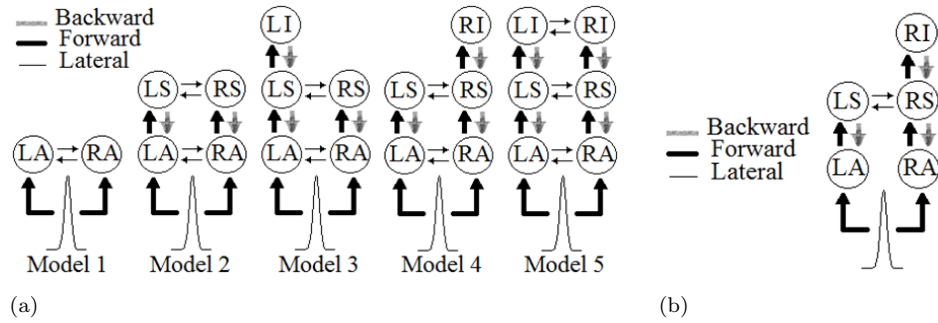 Backward
Forward
Lateral
LI
RI
LI
RI
LS
RS
LS
RS
LS
RS
LS
RS
LA
RA
LA
RA
LA
RA
LA
RA
LA
RA
Model 1
Model 2
Model 3
Model 4
Model 5
(a)
Backward
Forward
Lateral
RI
LS
RS
LA
RA
(b)